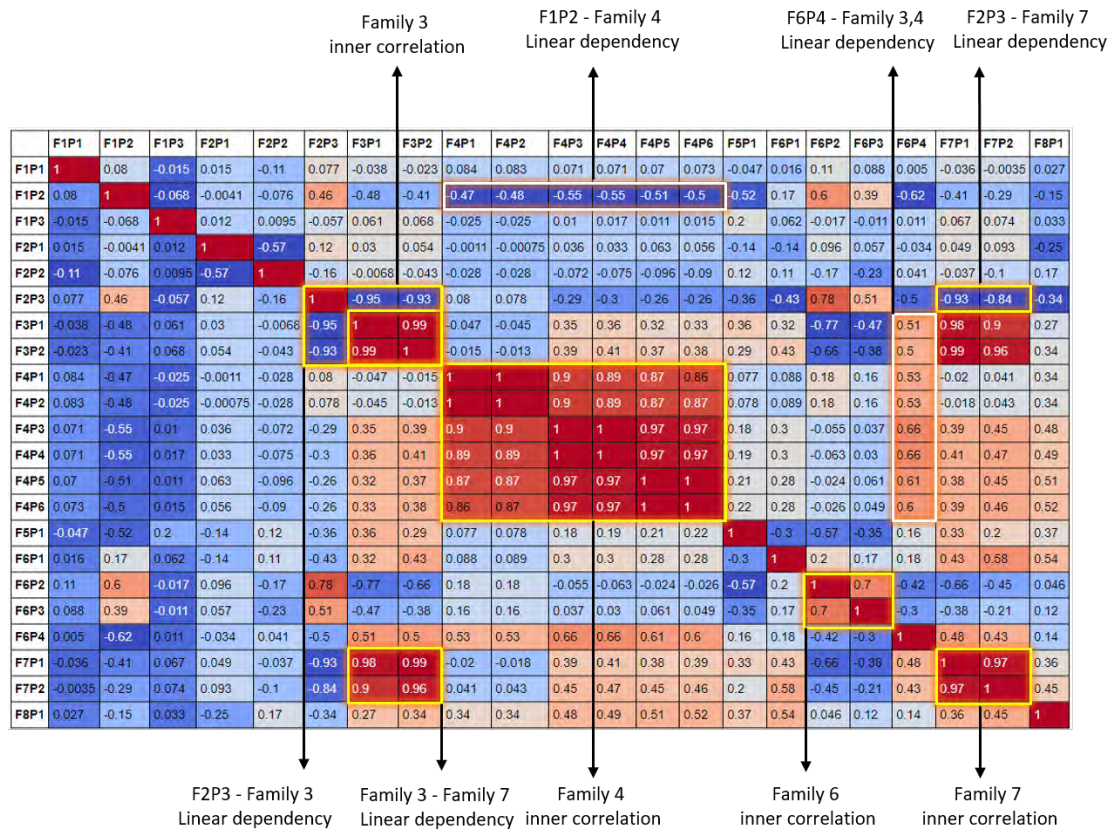 Family 3
inner correlation
F1P2 - Family 4
Linear dependency
F6P4 - Family 3,4
Linear dependency
F2P3 - Family 7
Linear dependency
F1P1 F1P2 F1P3 F2P1 F2P2 F2P3 F3P1 F3P2 F4P1 F4P2 F4P3 F4P4 F4P5 F4P6 F5P1 F6P1 F6P2 F6P3 F6P4 F7P1 F7P2 F8P1
F1P1 1 0.08 -0.015 0.015 -0.11 0.077 -0.038 -0.023 0.084 0.083 0.071 0.071 0.07 0.073 -0.047 0.016 0.11 0.088 0.005 -0.036 -0.0035 0.027
F1P2 0.08 1 -0.068 -0.0041 -0.076 0.46 -0.48 -0.41 -0.47 -0.48 -0.55 -0.55 -0.51 -0.5 -0.52 0.17 0.6 0.39 -0.62 -0.41 -0.29 -0.15
F1P3 -0.015 -0.068 1 0.012 0.0095 -0.057 0.061 0.068 -0.025 -0.025 0.01 0.017 0.011 0.015 0.2 0.062 -0.017 -0.011 0.011 0.067 0.074 0.033
F2P1 0.015 -0.0041 0.012 1 -0.57 0.12 0.03 0.054 -0.0011 -0.00075 0.036 0.033 0.063 0.056 -0.14 -0.14 0.096 0.057 -0.034 0.049 0.093 -0.25
F2P2 -0.11 -0.076 0.0095 -0.57 1 -0.16 -0.0068 -0.043 -0.028 -0.028 -0.072 -0.075 -0.096 -0.09 0.12 0.11 -0.17 -0.23 0.041 -0.037 -0.1 0.17
F2P3 0.077 0.46 -0.057 0.12 -0.16 1 -0.95 -0.93 0.08 0.078 -0.29 -0.3 -0.26 -0.26 -0.36 -0.43 0.78 0.51 -0.5 -0.93 -0.84 -0.34
F3P1 -0.038 -0.48 0.061 0.03 -0.0068 -0.95 1 0.99 -0.047 -0.045 0.35 0.36 0.32 0.33 0.36 0.32 -0.77 -0.47 0.51 0.98 0.9 0.27
F3P2 -0.023 -0.41 0.068 0.054 -0.043 -0.93 0.99 1 -0.015 -0.013 0.39 0.41 0.37 0.38 0.29 0.43 -0.66 -0.38 0.5 0.99 0.96 0.34
F4P1 0.084 -0.47 -0.025 -0.0011 -0.028 0.08 -0.047 -0.015 1 1 0.9 0.89 0.87 0.86 0.077 0.088 0.18 0.16 0.53 -0.02 0.041 0.34
F4P2 0.083 -0.48 -0.025 -0.00075 -0.028 0.078 -0.045 -0.013 1 1 0.9 0.89 0.87 0.87 0.078 0.089 0.18 0.16 0.53 -0.018 0.043 0.34
F4P3 0.071 -0.55 0.01 0.036 -0.072 -0.29 0.35 0.39 0.9 0.9 1 1 0.97 0.97 0.18 0.3 -0.055 0.037 0.66 0.39 0.45 0.48
F4P4 0.071 -0.55 0.017 0.033 -0.075 -0.3 0.36 0.41 0.89 0.89 1 1 0.97 0.97 0.19 0.3 -0.063 0.03 0.66 0.41 0.47 0.49
F4P5 0.07 -0.51 0.011 0.063 -0.096 -0.26 0.32 0.37 0.87 0.87 0.97 0.97 1 1 0.21 0.28 -0.024 0.061 0.61 0.38 0.45 0.51
F4P6 0.073 -0.5 0.015 0.056 -0.09 -0.26 0.33 0.38 0.86 0.87 0.97 0.97 1 1 0.22 0.28 -0.026 0.049 0.6 0.39 0.46 0.52
F5P1 -0.047 -0.52 0.2 -0.14 0.12 -0.36 0.36 0.29 0.077 0.078 0.18 0.19 0.21 0.22 1 -0.3 -0.57 -0.35 0.16 0.33 0.2 0.37
F6P1 0.016 0.17 0.062 -0.14 0.11 -0.43 0.32 0.43 0.088 0.089 0.3 0.3 0.28 0.28 -0.3 1 0.2 0.17 0.18 0.43 0.58 0.54
F6P2 0.11 0.6 -0.017 0.096 -0.17 0.78 -0.77 -0.66 0.18 0.18 -0.055 -0.063 -0.024 -0.026 -0.57 0.2 1 0.7 -0.42 -0.66 -0.45 0.046
F6P3 0.088 0.39 -0.011 0.057 -0.23 0.51 -0.47 -0.38 0.16 0.16 0.037 0.03 0.061 0.049 -0.35 0.17 0.7 1 -0.3 -0.38 -0.21 0.12
F6P4 0.005 -0.62 0.011 -0.034 0.041 -0.5 0.51 0.5 0.53 0.53 0.66 0.66 0.61 0.6 0.16 0.18 -0.42 -0.3 1 0.48 0.43 0.14
F7P1 -0.036 -0.41 0.067 0.049 -0.037 -0.93 0.98 0.99 -0.02 -0.018 0.39 0.41 0.38 0.39 0.33 0.43 -0.66 -0.38 0.48 1 0.97 0.36
F7P2 -0.0035 -0.29 0.074 0.093 -0.1 -0.84 0.9 0.96 0.041 0.043 0.45 0.47 0.45 0.46 0.2 0.58 -0.45 -0.21 0.43 0.97 1 0.45
F8P1 0.027 -0.15 0.033 -0.25 0.17 -0.34 0.27 0.34 0.34 0.34 0.48 0.49 0.51 0.52 0.37 0.54 0.046 0.12 0.14 0.36 0.45 1
F2P3 - Family 3
Linear dependency
Family 3 - Family 7
Linear dependency
Family 4
inner correlation
Family 6
inner correlation
Family 7
inner correlation